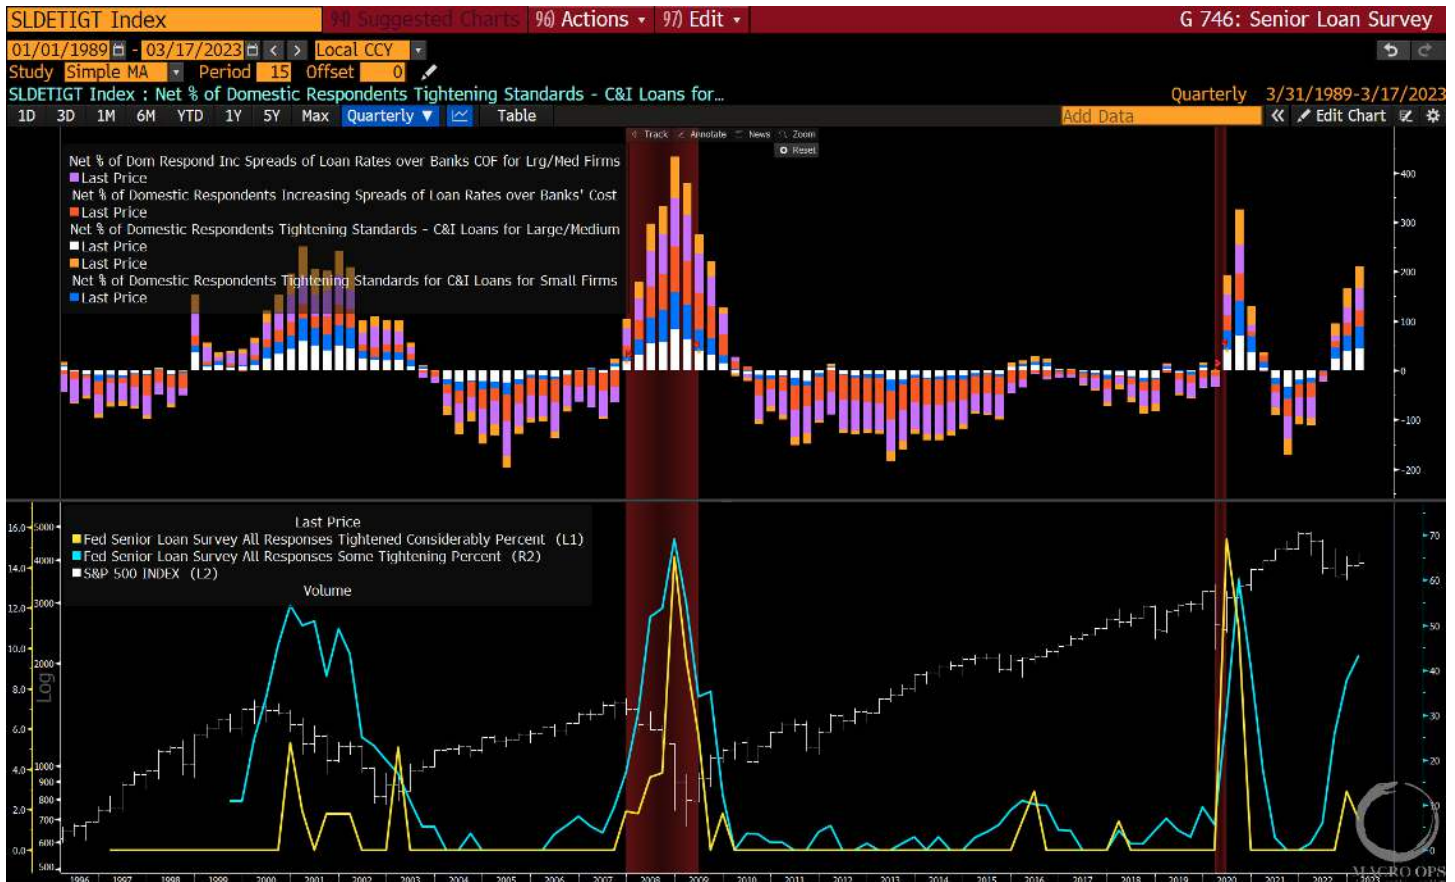 SLDETIGT Index 94) Suggested Charts 96) Actions 97) Edit G 746: Senior Loan Survey
01/01/1989 - 03/17/2023 < > Local CCY
Study Simple MA Period 15 Offset 0
SLDETIGT Index : Net % of Domestic Respondents Tightening Standards - C&I Loans for... Quarterly 3/31/1989-3/17/2023
1D 3D 1M 6M YTD 1Y 5Y Max Quarterly ▼ Table Add Data « Edit Chart
Track Annotate News Zoom
Reset
Net % of Dom Respond Inc Spreads of Loan Rates over Banks COF for Lrg/Med Firms
Last Price
Net % of Domestic Respondents Increasing Spreads of Loan Rates over Banks' Cost
Last Price
Net % of Domestic Respondents Tightening Standards - C&I Loans for Large/Medium
Last Price
Last Price
Net % of Domestic Respondents Tightening Standards for C&I Loans for Small Firms
Last Price
400
300
200
100
0
-100
-200
Last Price
Fed Senior Loan Survey All Responses Tightened Considerably Percent (L1)
Fed Senior Loan Survey All Responses Some Tightening Percent (R2)
S&P 500 INDEX (L2)
Volume
16.0 5000 70
14.0 4000 60
12.0 3000 50
10.0 2000 40
8.0 Log 30
6.0 20
4.0 1000
900
2.0 800 10
700
0.0 600 0
500
1996 1997 1998 1999 2000 2001 2002 2003 2004 2005 2006 2007 2008 2009 2010 2011 2012 2013 2014 2015 2016 2017 2018 2019 2020 2021 2022 2023
MACRO OPS